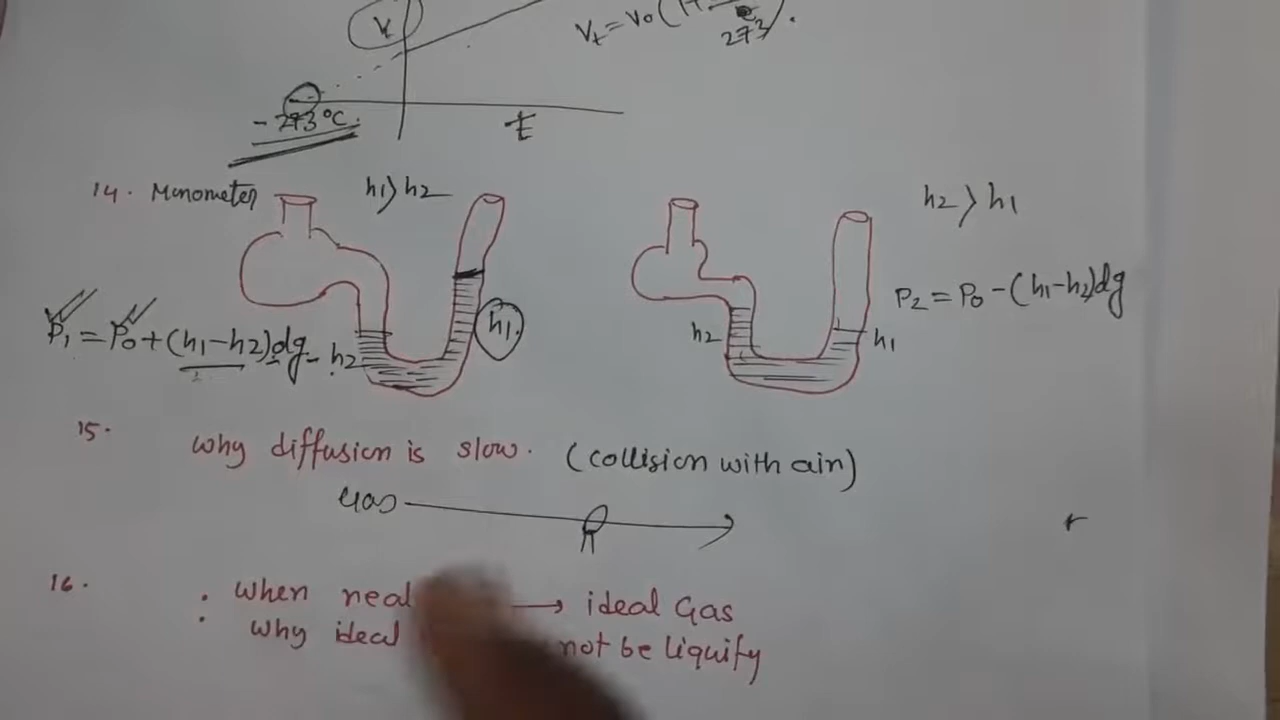 Vt = V0 (1+
273
Vt
- 273°C.
t
14. Manometer
h1 > h2
h2 > h1
P1 = P0 + (h1-h2)dg
h2
h1.
h2
h1
P2 = P0 - (h1-h2)dg
15. Why diffusion is slow. (collision with air)
Gas
16. . When real → ideal Gas
. Why ideal not be liquify